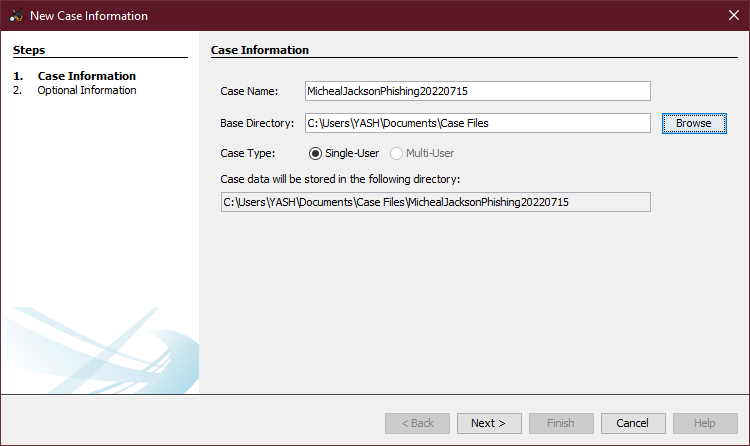 New Case Information
Steps
1. Case Information
2. Optional Information
Case Information
Case Name: MichealJacksonPhishing20220715
Base Directory: C:\Users\YASH\Documents\Case Files Browse
Case Type: Single-User Multi-User
Case data will be stored in the following directory:
C:\Users\YASH\Documents\Case Files\MichealJacksonPhishing20220715
< Back Next > Finish Cancel Help